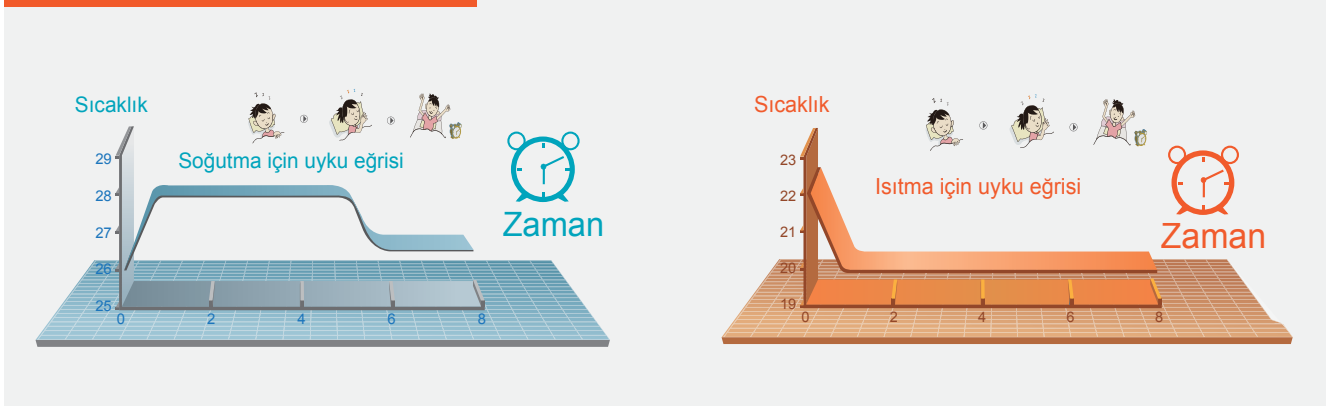 Sıcaklık
Soğutma için uyku eğrisi
29
28
27
26
25
0 2 4 6 8
Zaman
Sıcaklık
Isıtma için uyku eğrisi
23
22
21
20
19
0 2 4 6 8
Zaman